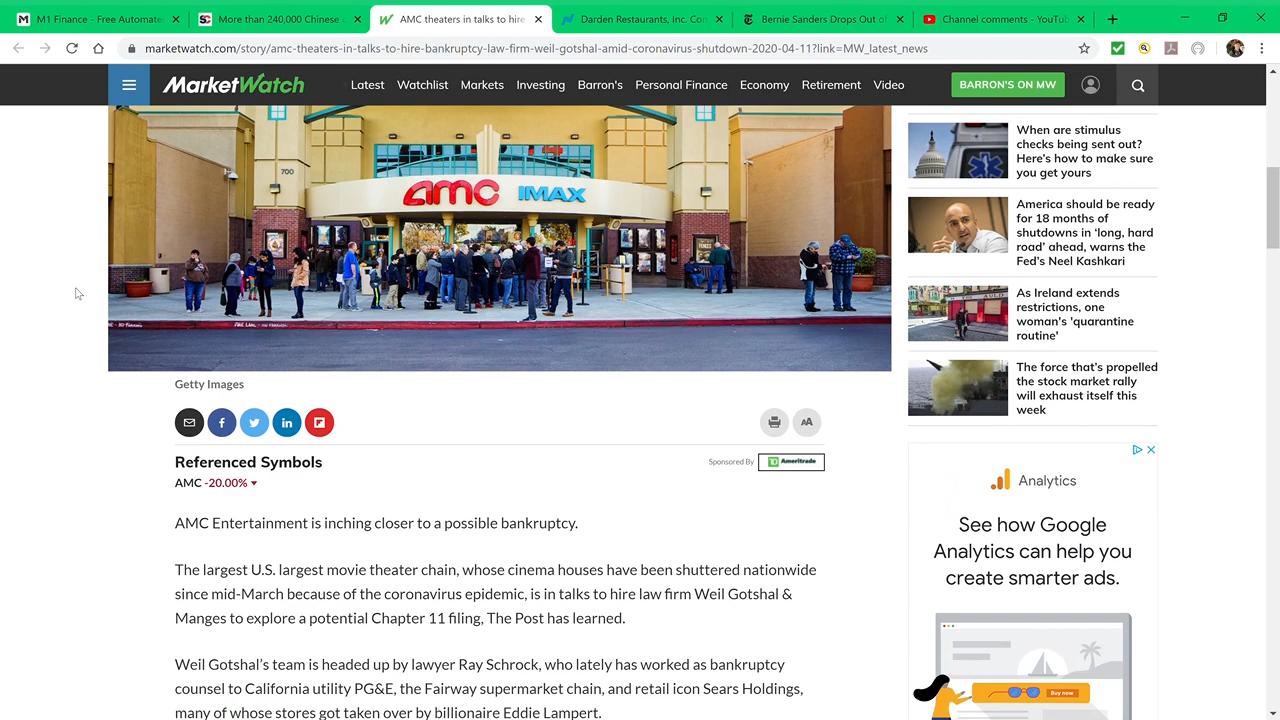 M1 Finance - Free Automate
More than 240,000 Chinese c
AMC theaters in talks to hire
Darden Restaurants, Inc. Con
Bernie Sanders Drops Out of
Channel comments - YouTu
marketwatch.com/story/amc-theaters-in-talks-to-hire-bankruptcy-law-firm-weil-gotshal-amid-coronavirus-shutdown-2020-04-11?link=MW_latest_news
MarketWatch
Latest Watchlist Markets Investing Barron's Personal Finance Economy Retirement Video
BARRON'S ON MW
700
amc IMAX
Getty Images
Referenced Symbols
Sponsored By
Ameritrade
AMC -20.00%
AMC Entertainment is inching closer to a possible bankruptcy.
The largest U.S. largest movie theater chain, whose cinema houses have been shuttered nationwide
since mid-March because of the coronavirus epidemic, is in talks to hire law firm Weil Gotshal &
Manges to explore a potential Chapter 11 filing, The Post has learned.
Weil Gotshal's team is headed up by lawyer Ray Schrock, who lately has worked as bankruptcy
counsel to California utility PG&E, the Fairway supermarket chain, and retail icon Sears Holdings,
many of whose stores got taken over by billionaire Eddie Lampert.
When are stimulus
checks being sent out?
Here's how to make sure
you get yours
America should be ready
for 18 months of
shutdowns in 'long, hard
road' ahead, warns the
Fed's Neel Kashkari
As Ireland extends
restrictions, one
woman's 'quarantine
routine'
The force that's propelled
the stock market rally
will exhaust itself this
week
Analytics
See how Google
Analytics can help you
create smarter ads.
Buy now